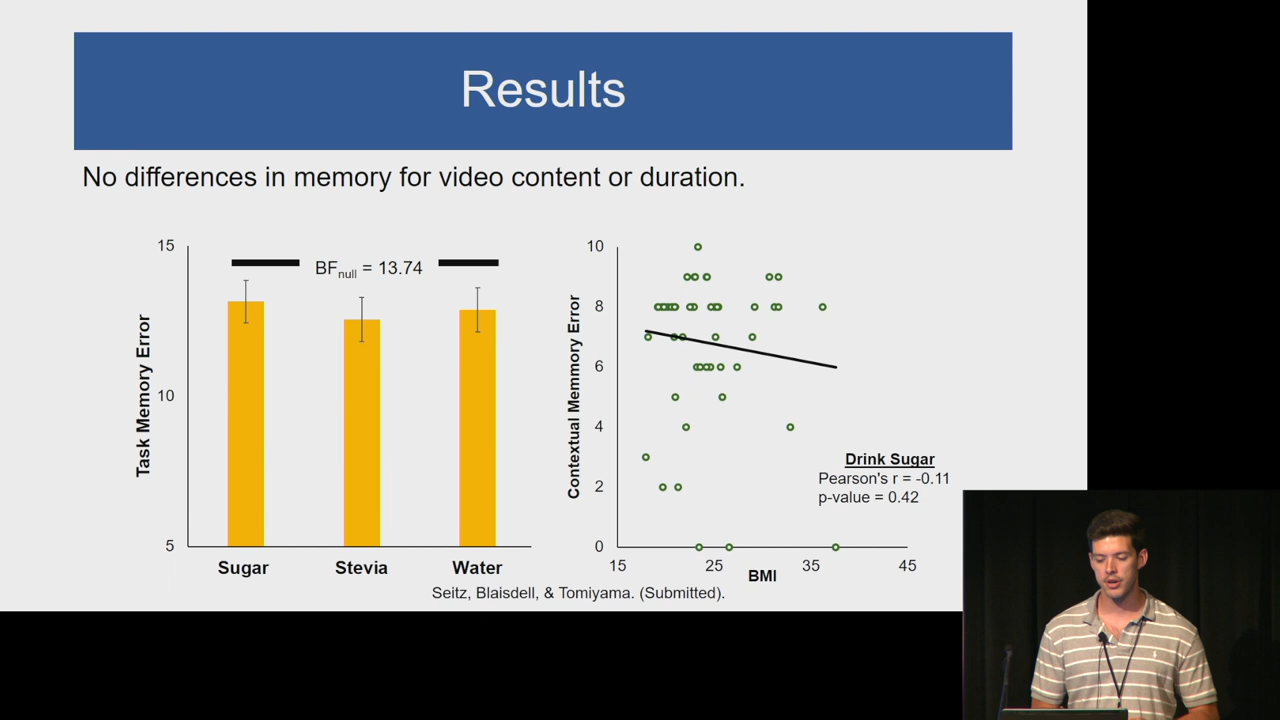 Results
No differences in memory for video content or duration.
15
10
5
Task Memory Error
BFnull = 13.74
Sugar
Stevia
Water
10
8
6
4
2
0
Contextual Memmory Error
15
25
35
45
BMI
Drink Sugar
Pearson's r = -0.11
p-value = 0.42
Seitz, Blaisdell, & Tomiyama. (Submitted).